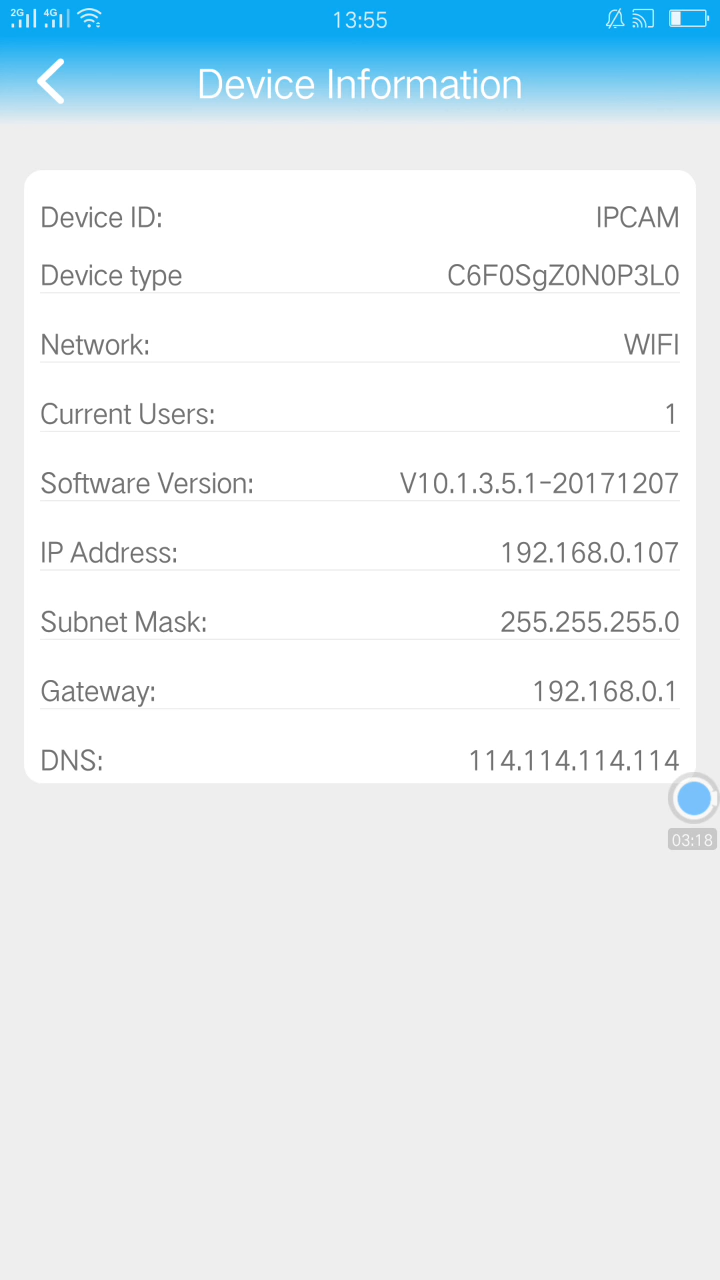 2G 4G 13:55
Device Information
Device ID: IPCAM
Device type C6F0SgZ0N0P3L0
Network: WIFI
Current Users: 1
Software Version: V10.1.3.5.1-20171207
IP Address: 192.168.0.107
Subnet Mask: 255.255.255.0
Gateway: 192.168.0.1
DNS: 114.114.114.114
03:18